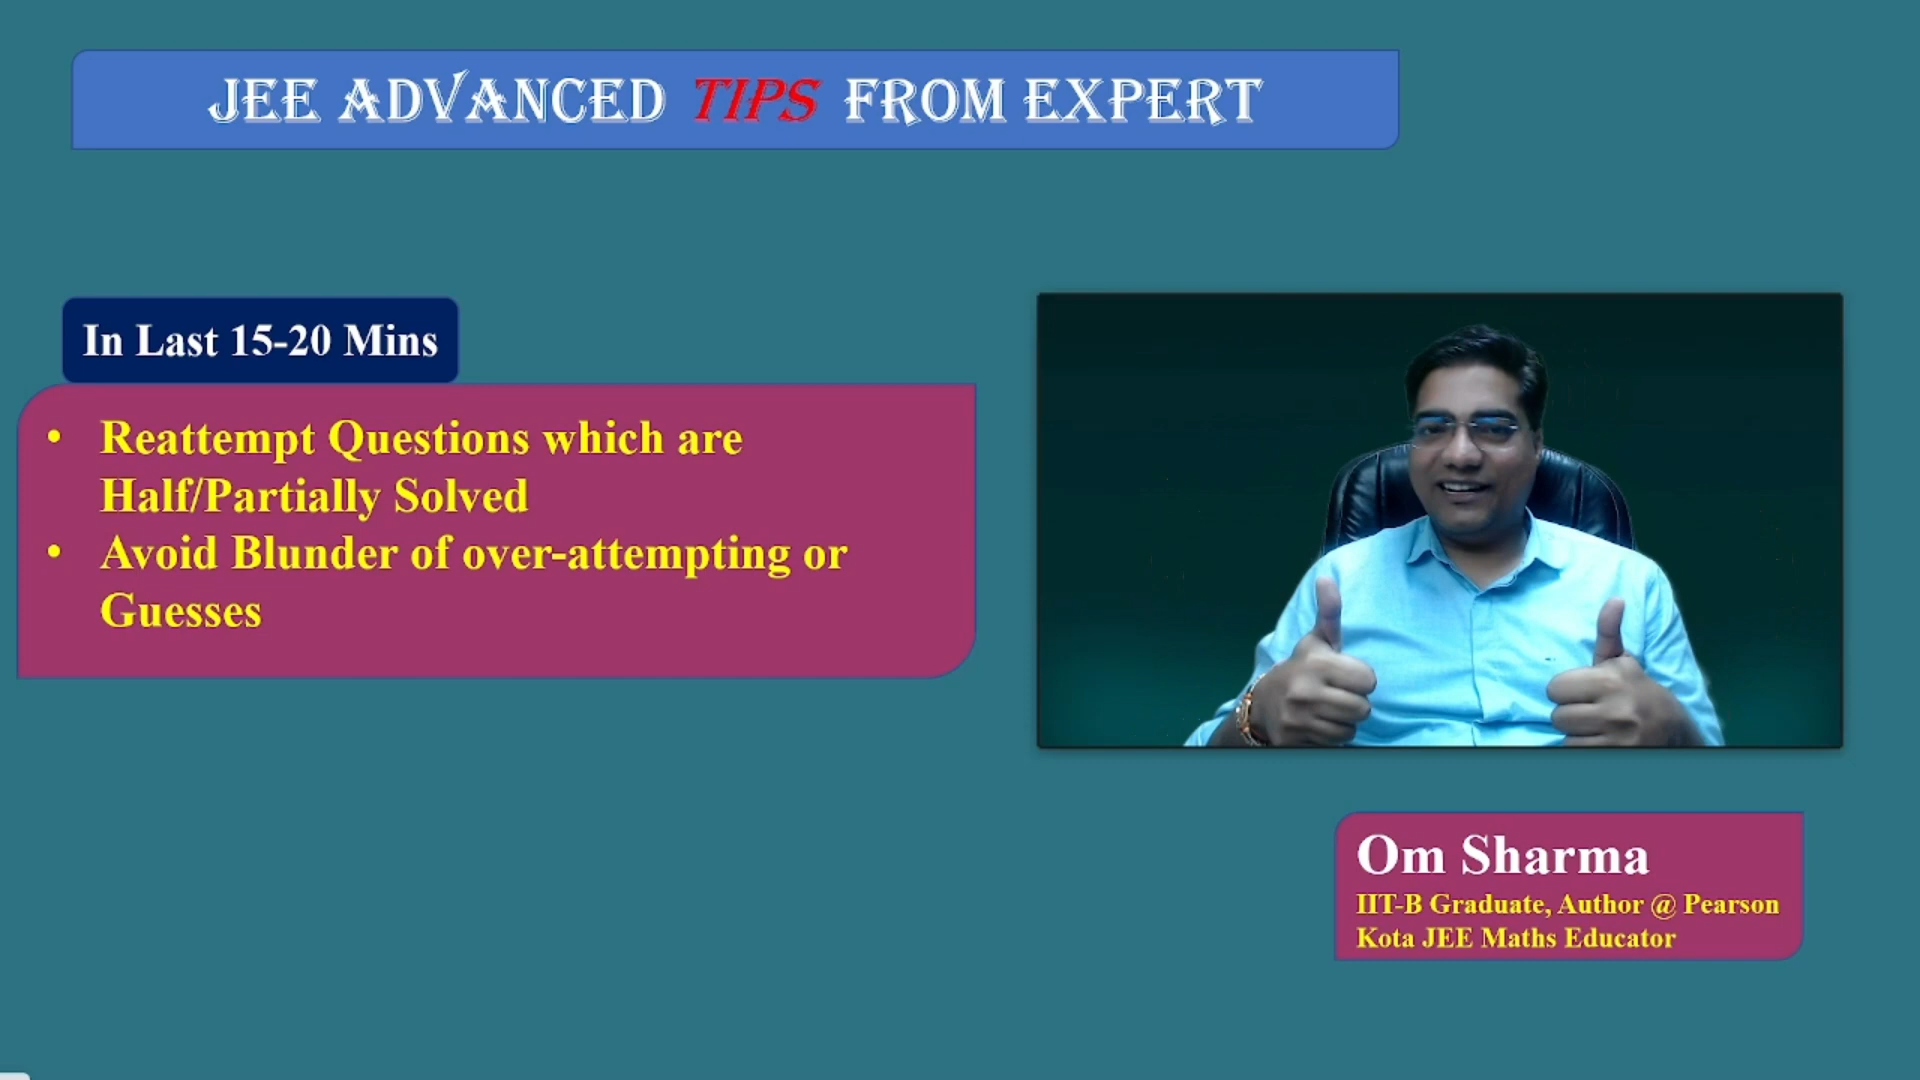 JEE ADVANCED TIPS FROM EXPERT
In Last 15-20 Mins
• Reattempt Questions which are
Half/Partially Solved
• Avoid Blunder of over-attempting or
Guesses
Om Sharma
IIT-B Graduate, Author @ Pearson
Kota JEE Maths Educator